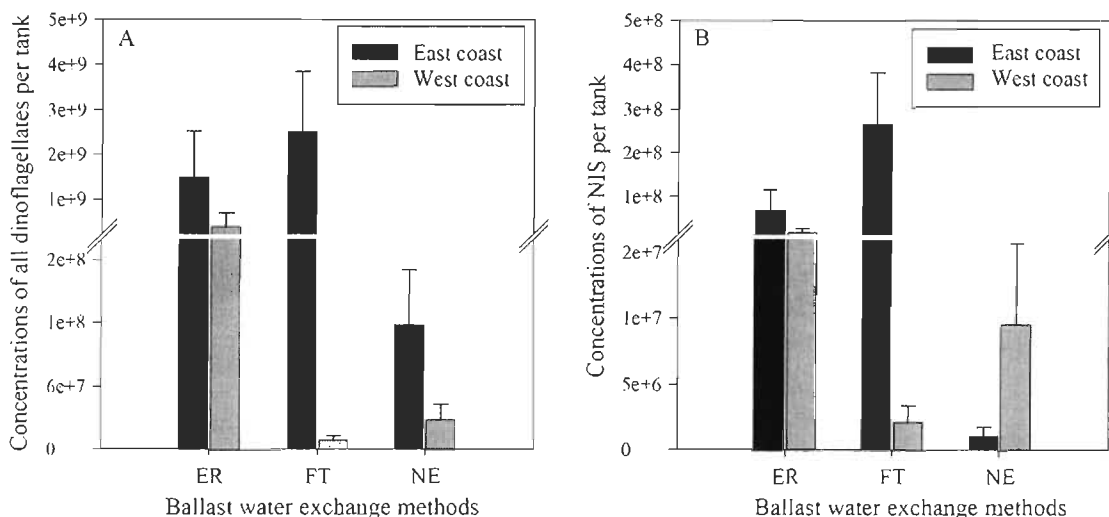 A
East coast
West coast
Concentrations of all dinoflagellates per tank
5e+9
4e+9
3e+9
2e+9
1e+9
2e+8
1e+8
6e+7
0
ER
FT
NE
Ballast water exchange methods
B
East coast
West coast
Concentrations of NIS per tank
5e+8
4e+8
3e+8
2e+8
1e+8
2e+7
1e+7
5e+6
0
ER
FT
NE
Ballast water exchange methods